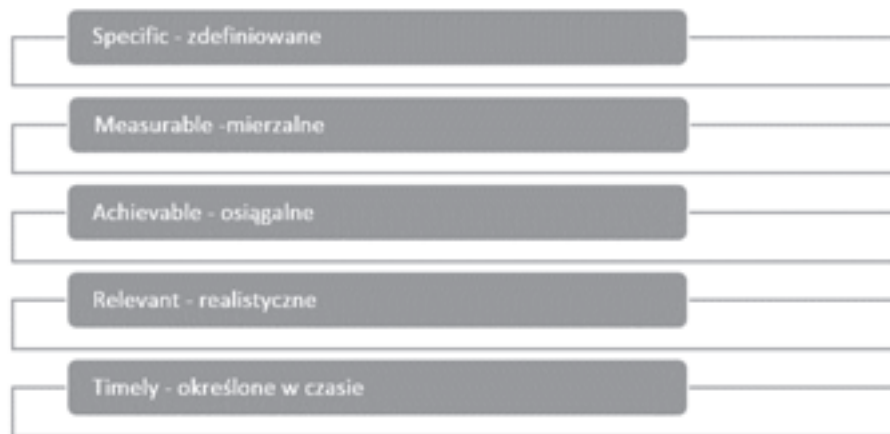 Specific - zdefiniowane
Measurable -mierzalne
Achievable - osiągalne
Relevant - realistyczne
Timely - określone w czasie